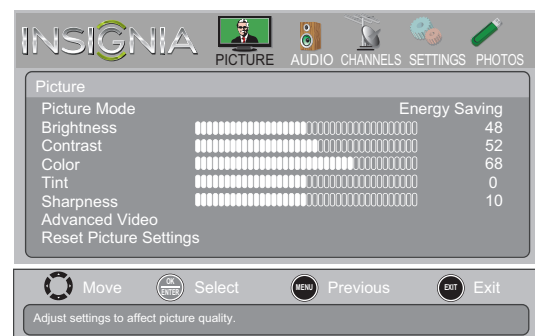 INSIGNIA
PICTURE AUDIO CHANNELS SETTINGS PHOTOS
Picture
Picture Mode Energy Saving
Brightness 48
Contrast 52
Color 68
Tint 0
Sharpness 10
Advanced Video
Reset Picture Settings
Move OK ENTER Select MENU Previous EXIT Exit
Adjust settings to affect picture quality.